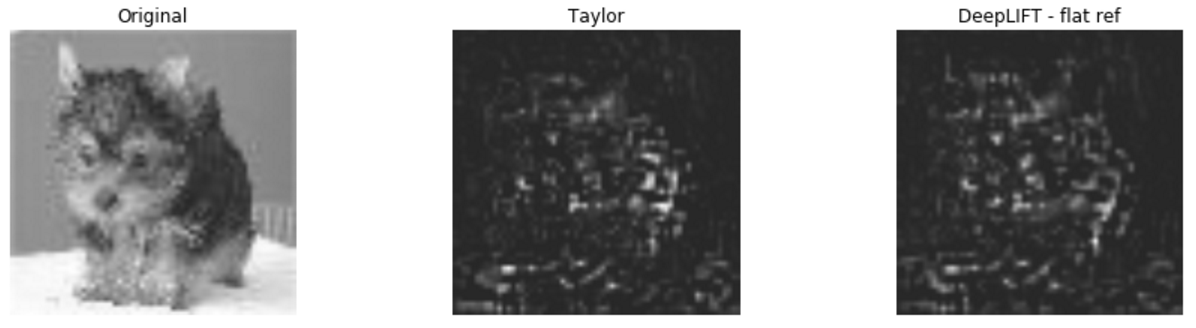 Original
Taylor
DeepLIFT - flat ref